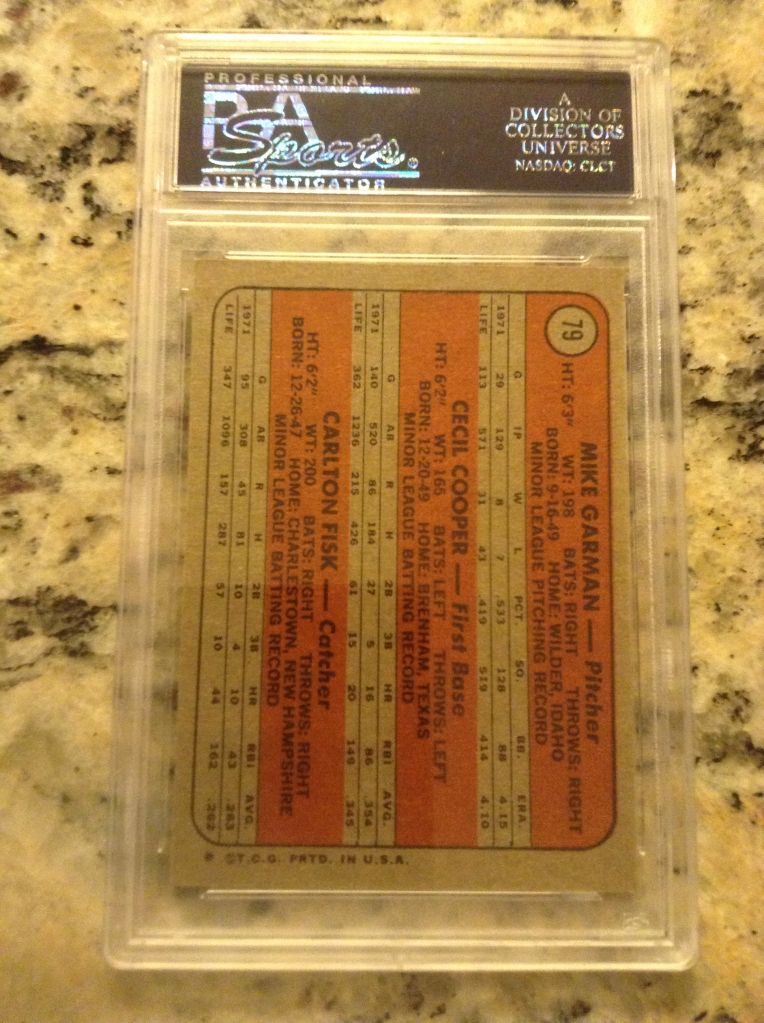 PROFESSIONAL
PSA
Sports®
AUTHENTICATOR
A
DIVISION OF
COLLECTORS
UNIVERSE
NASDAQ: CLCT
79
MIKE GARMAN — Pitcher
HT: 6'3" WT: 198 BATS: RIGHT THROWS: RIGHT
BORN: 9-16-49 HOME: WILDER, IDAHO
MINOR LEAGUE PITCHING RECORD
G IP W L PCT. SO. BB. ERA.
1971 29 129 8 7 .533 128 88 4.15
LIFE 113 571 31 43 .419 519 414 4.10
CECIL COOPER — First Base
HT: 6'2" WT: 165 BATS: LEFT THROWS: LEFT
BORN: 12-20-49 HOME: BRENHAM, TEXAS
MINOR LEAGUE BATTING RECORD
G AB R H 2B 3B HR RBI AVG.
1971 140 520 86 184 27 5 16 86 .354
LIFE 362 1236 215 426 61 15 20 149 .345
CARLTON FISK — Catcher
HT: 6'2" WT: 200 BATS: RIGHT THROWS: RIGHT
BORN: 12-26-47 HOME: CHARLESTOWN, NEW HAMPSHIRE
MINOR LEAGUE BATTING RECORD
G AB R H 2B 3B HR RBI AVG.
1971 95 308 45 81 10 4 10 43 .263
LIFE 347 1096 157 287 57 10 44 162 .262
* ©T.C.G. PRTD. IN U.S.A.